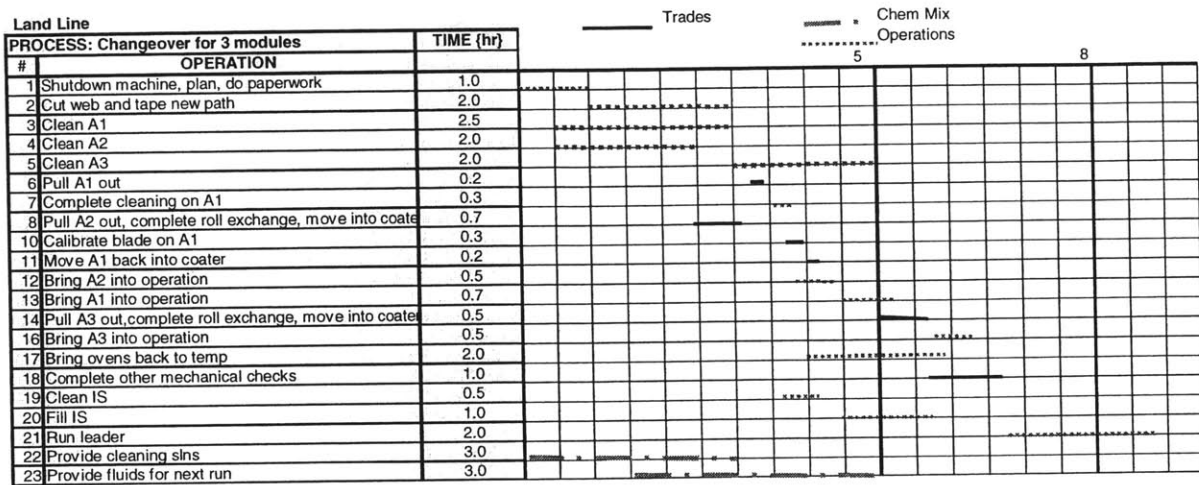 Land Line
Trades
Chem Mix
Operations
PROCESS: Changeover for 3 modules TIME {hr}
5 8
# OPERATION
1 Shutdown machine, plan, do paperwork 1.0
2 Cut web and tape new path 2.0
3 Clean A1 2.5
4 Clean A2 2.0
5 Clean A3 2.0
6 Pull A1 out 0.2
7 Complete cleaning on A1 0.3
8 Pull A2 out, complete roll exchange, move into coate 0.7
10 Calibrate blade on A1 0.3
11 Move A1 back into coater 0.2
12 Bring A2 into operation 0.5
13 Bring A1 into operation 0.7
14 Pull A3 out,complete roll exchange, move into coater 0.5
16 Bring A3 into operation 0.5
17 Bring ovens back to temp 2.0
18 Complete other mechanical checks 1.0
19 Clean IS 0.5
20 Fill IS 1.0
21 Run leader 2.0
22 Provide cleaning slns 3.0
23 Provide fluids for next run 3.0